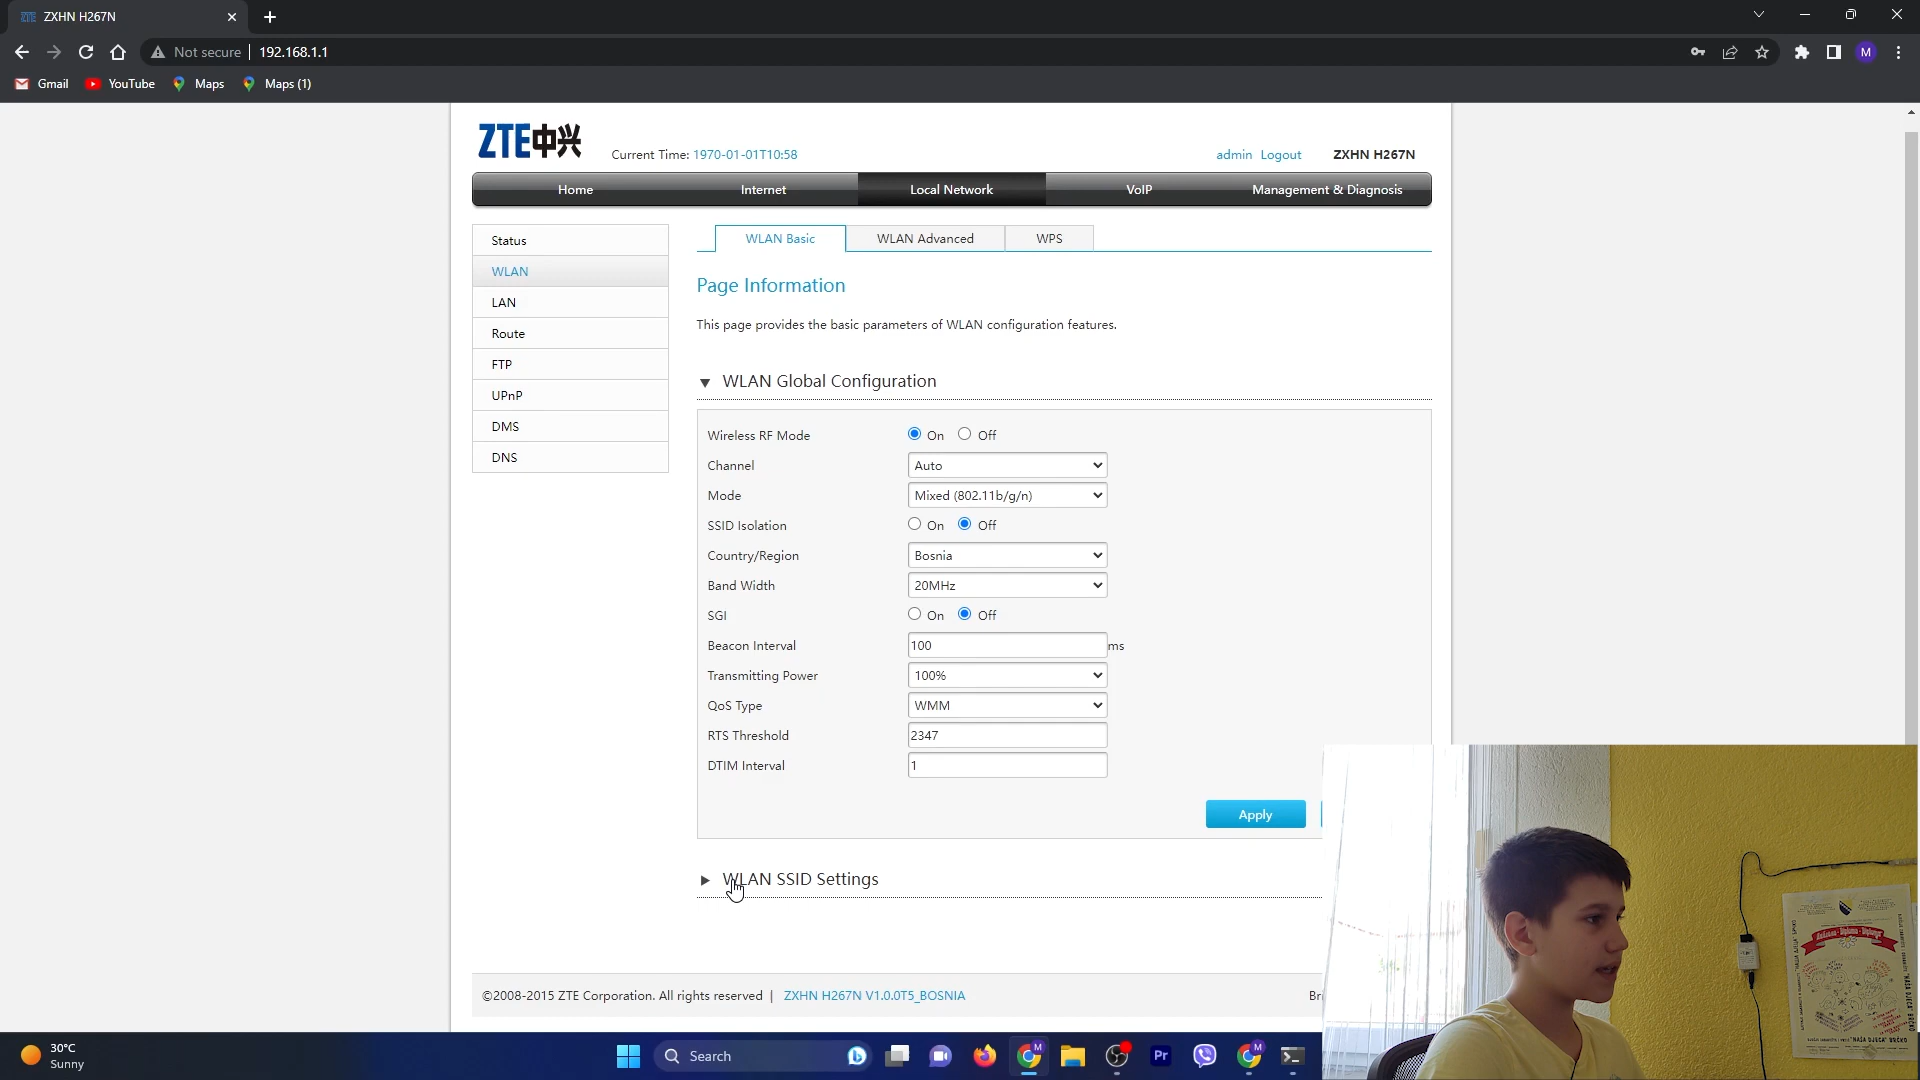 ZTE ZXHN H267N
Not secure 192.168.1.1
M
Gmail YouTube Maps Maps (1)
ZTE中兴
Current Time: 1970-01-01T10:58
admin Logout ZXHN H267N
Home Internet Local Network VoIP Management & Diagnosis
Status
WLAN
LAN
Route
FTP
UPnP
DMS
DNS
WLAN Basic WLAN Advanced WPS
Page Information
This page provides the basic parameters of WLAN configuration features.
WLAN Global Configuration
Wireless RF Mode On Off
Channel Auto
Mode Mixed (802.11b/g/n)
SSID Isolation On Off
Country/Region Bosnia
Band Width 20MHz
SGI On Off
Beacon Interval 100 ms
Transmitting Power 100%
QoS Type WMM
RTS Threshold 2347
DTIM Interval 1
Apply
WLAN SSID Settings
©2008-2015 ZTE Corporation. All rights reserved | ZXHN H267N V1.0.0T5_BOSNIA
30°C
Sunny
Search
M
Pr
M